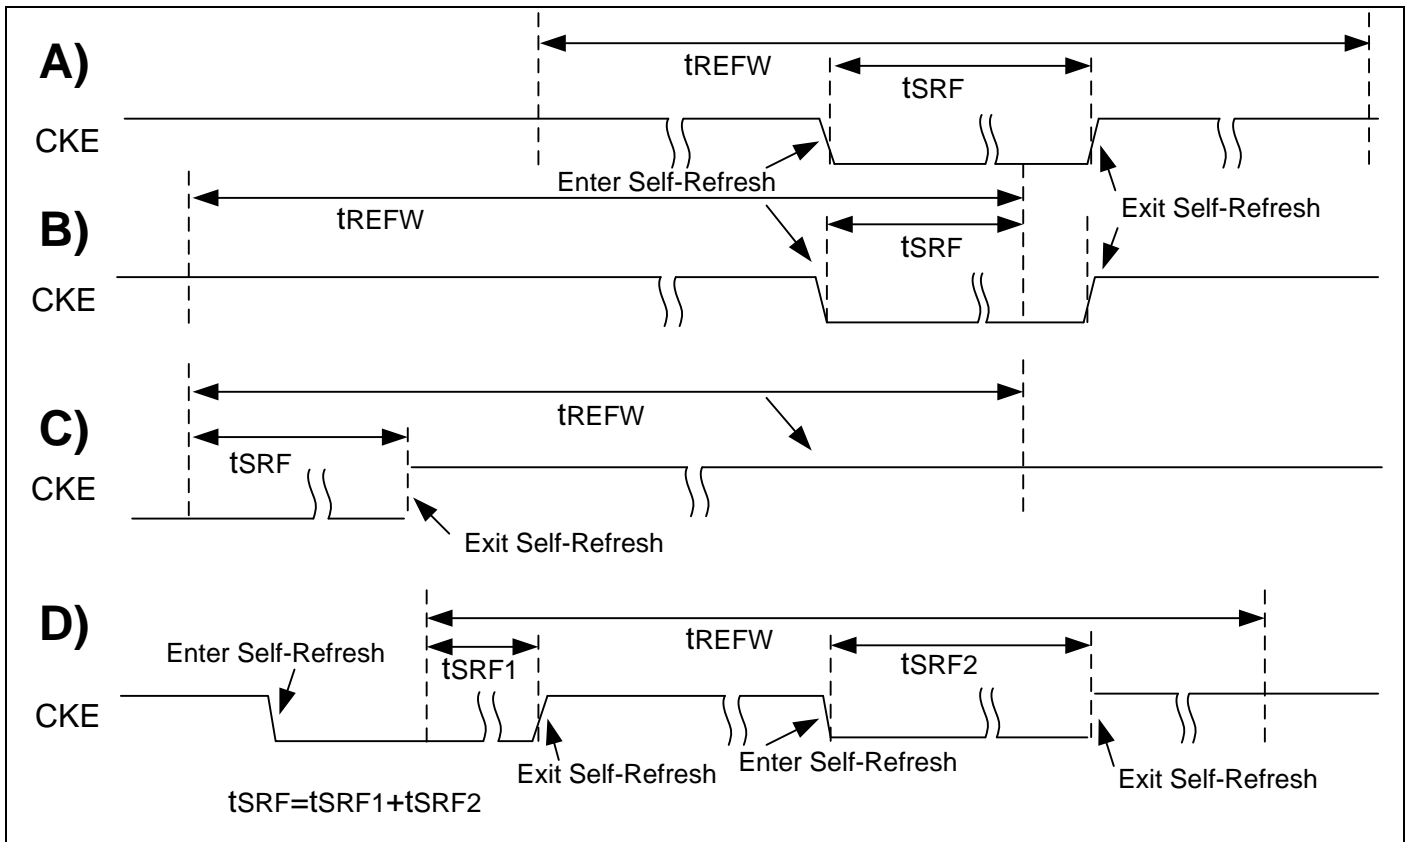 A)
tREFW
tSRF
CKE
Enter Self-Refresh
Exit Self-Refresh
B)
tREFW
tSRF
CKE
C)
tREFW
tSRF
CKE
Exit Self-Refresh
D)
tREFW
Enter Self-Refresh
tSRF1
tSRF2
CKE
Exit Self-Refresh
Enter Self-Refresh
Exit Self-Refresh
tSRF=tSRF1+tSRF2